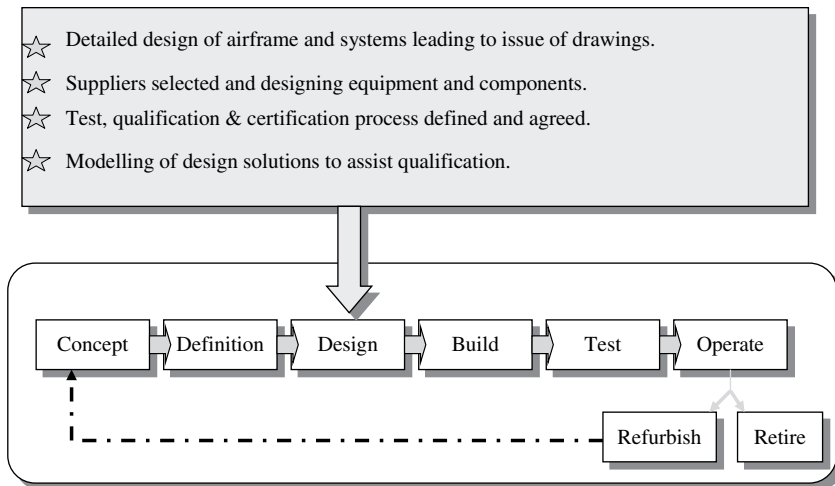 Detailed design of airframe and systems leading to issue of drawings.
Suppliers selected and designing equipment and components.
Test, qualification & certification process defined and agreed.
Modelling of design solutions to assist qualification.
Concept
Definition
Design
Build
Test
Operate
Refurbish
Retire